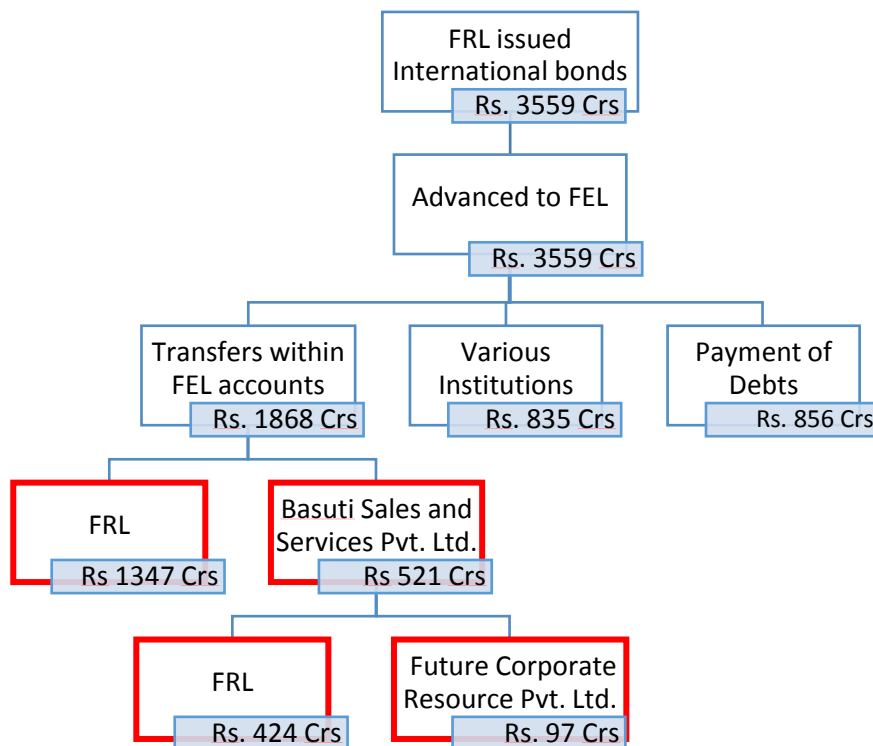 FRL issued
International bonds
Rs. 3559 Crs
Advanced to FEL
Rs. 3559 Crs
Transfers within
FEL accounts
Rs. 1868 Crs
Various
Institutions
Rs. 835 Crs
Payment of
Debts
Rs. 856 Crs
FRL
Rs 1347 Crs
Basuti Sales and
Services Pvt. Ltd.
Rs 521 Crs
FRL
Rs. 424 Crs
Future Corporate
Resource Pvt. Ltd.
Rs. 97 Crs